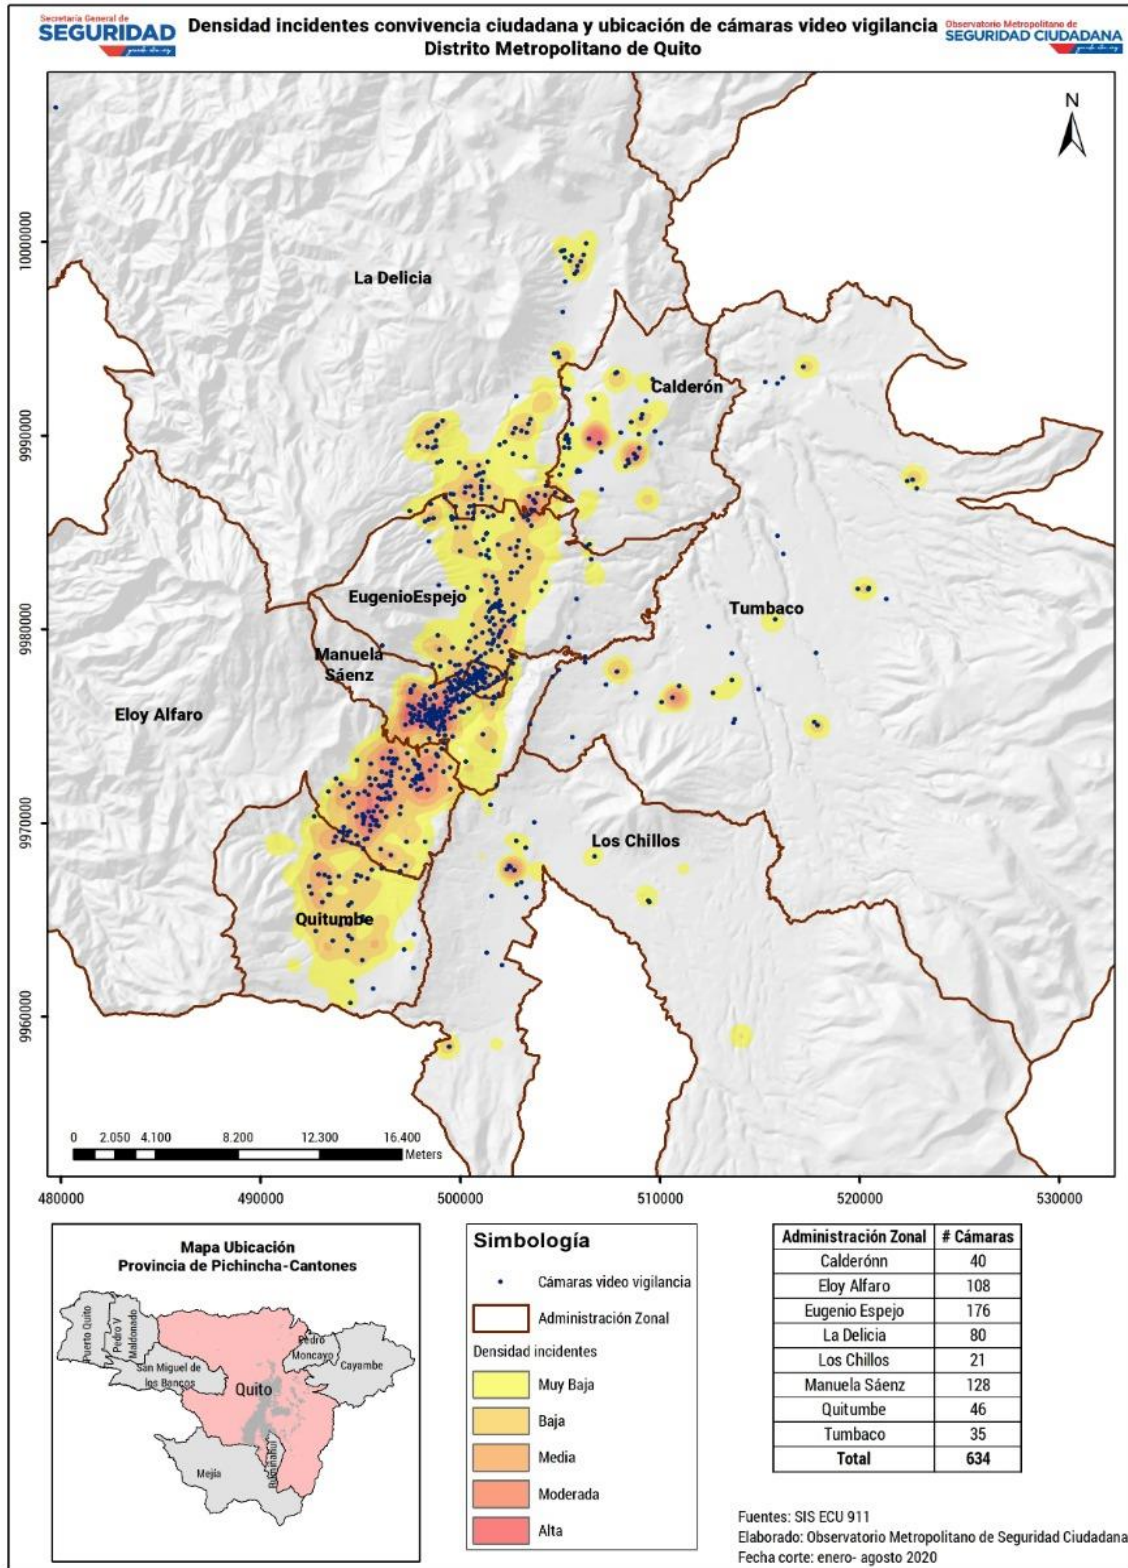 Secretaría General de
SEGURIDAD
grande otra vez
Densidad incidentes convivencia ciudadana y ubicación de cámaras video vigilancia
Distrito Metropolitano de Quito
Observatorio Metropolitano de
SEGURIDAD CIUDADANA
grande otra vez
N
10000000
9990000
9980000
9970000
9960000
La Delicia
Calderón
EugenioEspejo
Tumbaco
Manuela
Sáenz
Eloy Alfaro
Los Chillos
Quitumbe
0 2.050 4.100 8.200 12.300 16.400
Meters
480000 490000 500000 510000 520000 530000
Mapa Ubicación
Provincia de Pichincha-Cantones
Puerto Quito
Pedro V
Maldonado
San Miguel de
los Bancos
Quito
Pedro
Moncayo
Cayambe
Mejía
Rumiñahui
Simbología
Cámaras video vigilancia
Administración Zonal
Densidad incidentes
Muy Baja
Baja
Media
Moderada
Alta
Administración Zonal # Cámaras
Calderónn 40
Eloy Alfaro 108
Eugenio Espejo 176
La Delicia 80
Los Chillos 21
Manuela Sáenz 128
Quitumbe 46
Tumbaco 35
Total 634
Fuentes: SIS ECU 911
Elaborado: Observatorio Metropolitano de Seguridad Ciudadana
Fecha corte: enero- agosto 2020